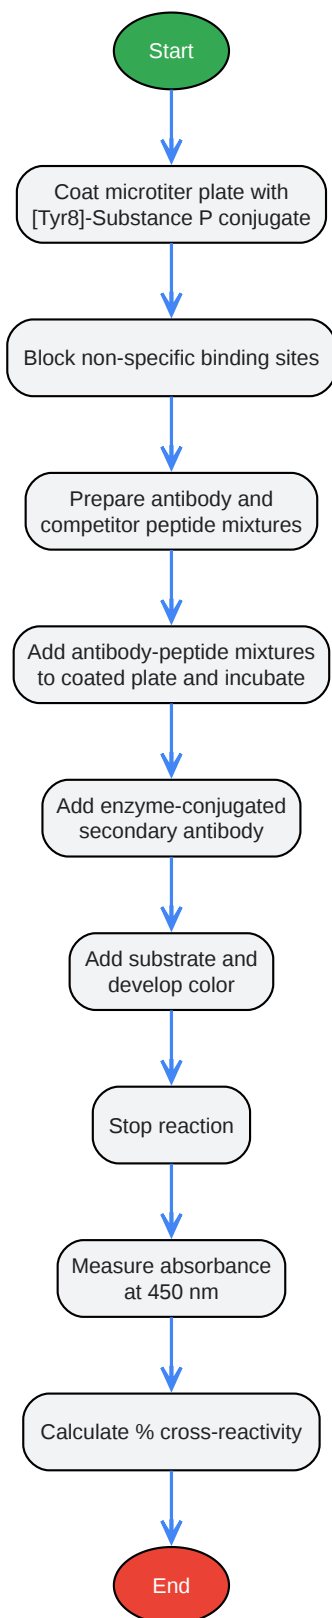 Start
Coat microtiter plate with
[Tyr8]-Substance P conjugate
Block non-specific binding sites
Prepare antibody and
competitor peptide mixtures
Add antibody-peptide mixtures
to coated plate and incubate
Add enzyme-conjugated
secondary antibody
Add substrate and
develop color
Stop reaction
Measure absorbance
at 450 nm
Calculate % cross-reactivity
End